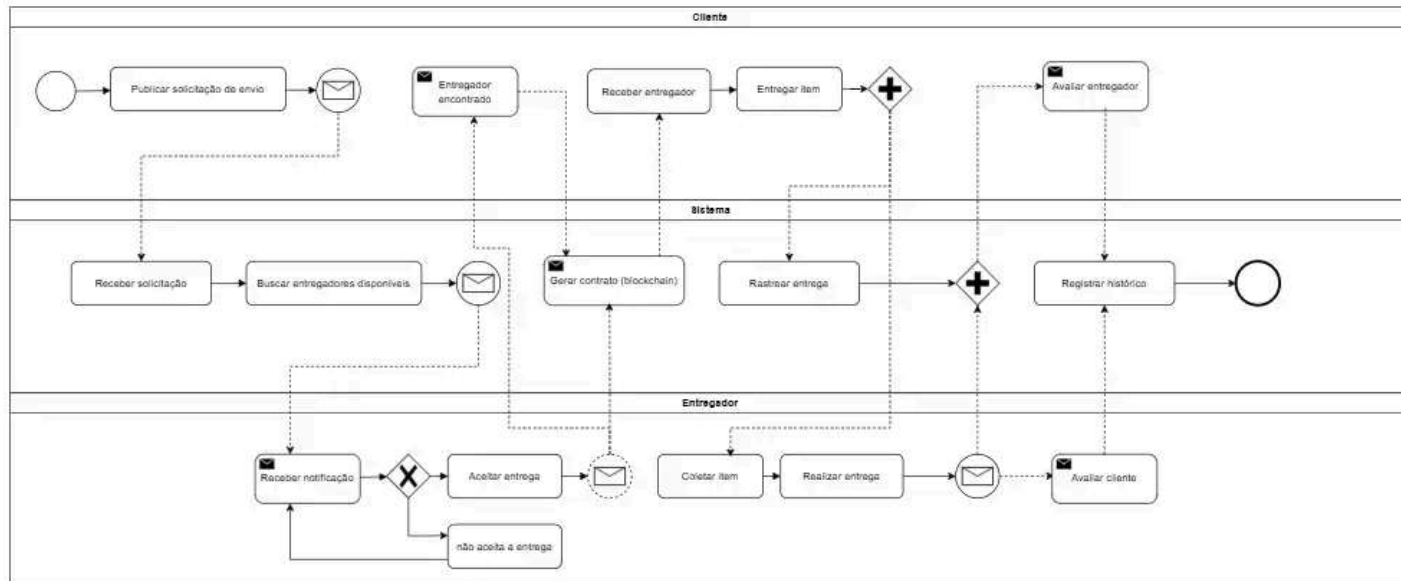 Cliente
Publicar solicitação de envio
Entregador
encontrado
Receber entregador
Entregar item
Avaliar entregador
Sistema
Receber solicitação
Buscar entregadores disponíveis
Gerar contrato (blockchain)
Rastrear entrega
Registrar histórico
Entregador
Receber notificação
Aceitar entrega
Coletar item
Realizar entrega
Avaliar cliente
não aceita a entrega